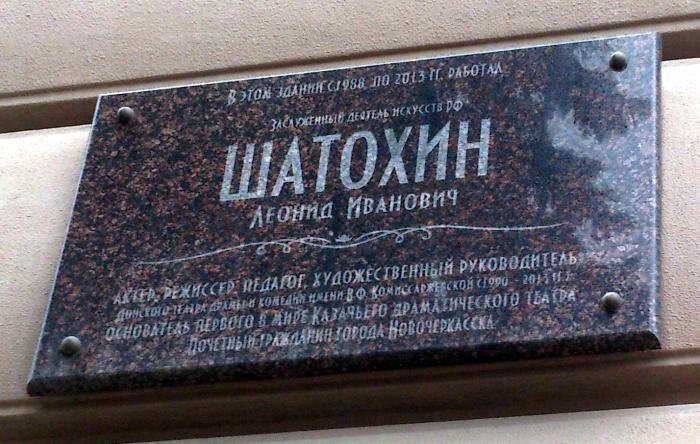 В этом здании с 1988 по 2013 гг. работал
Заслуженный деятель искусств РФ
ШАТОХИН
Леонид Иванович
актер, режиссер, педагог, художественный руководитель
Донского театра драмы и комедии имени В.Ф. Комиссаржевской (1990 - 2013 гг.)
основатель первого в мире Казачьего драматического театра
Почетный гражданин города Новочеркасска